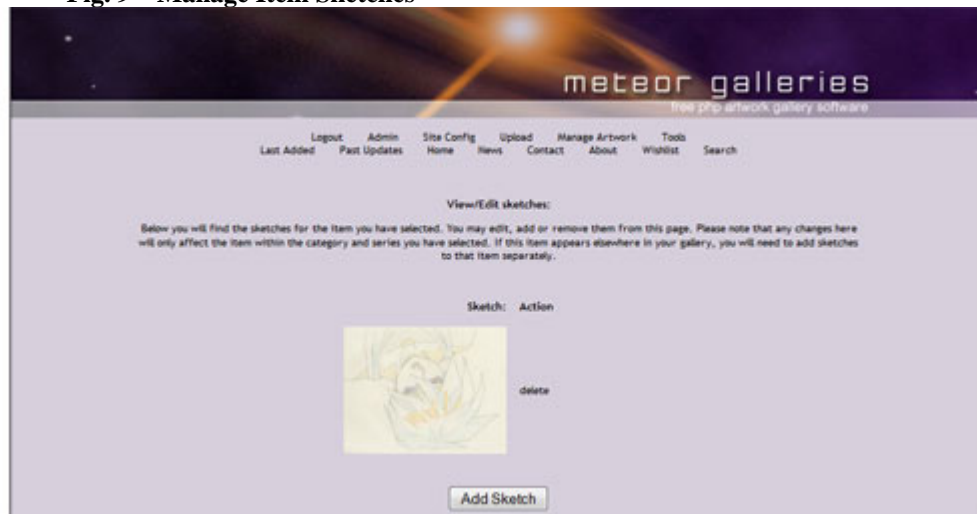 Fig. 9 – Manage Item Sketches
meteor galleries
free php artwork gallery software
Logout Admin Site Config Upload Manage Artwork Tools
Last Added Past Updates Home News Contact About Wishlist Search
View/Edit sketches:
Below you will find the sketches for the item you have selected. You may edit, add or remove them from this page. Please note that any changes here
will only affect the item within the category and series you have selected. If this item appears elsewhere in your gallery, you will need to add sketches
to that item separately.
Sketch: Action
delete
Add Sketch